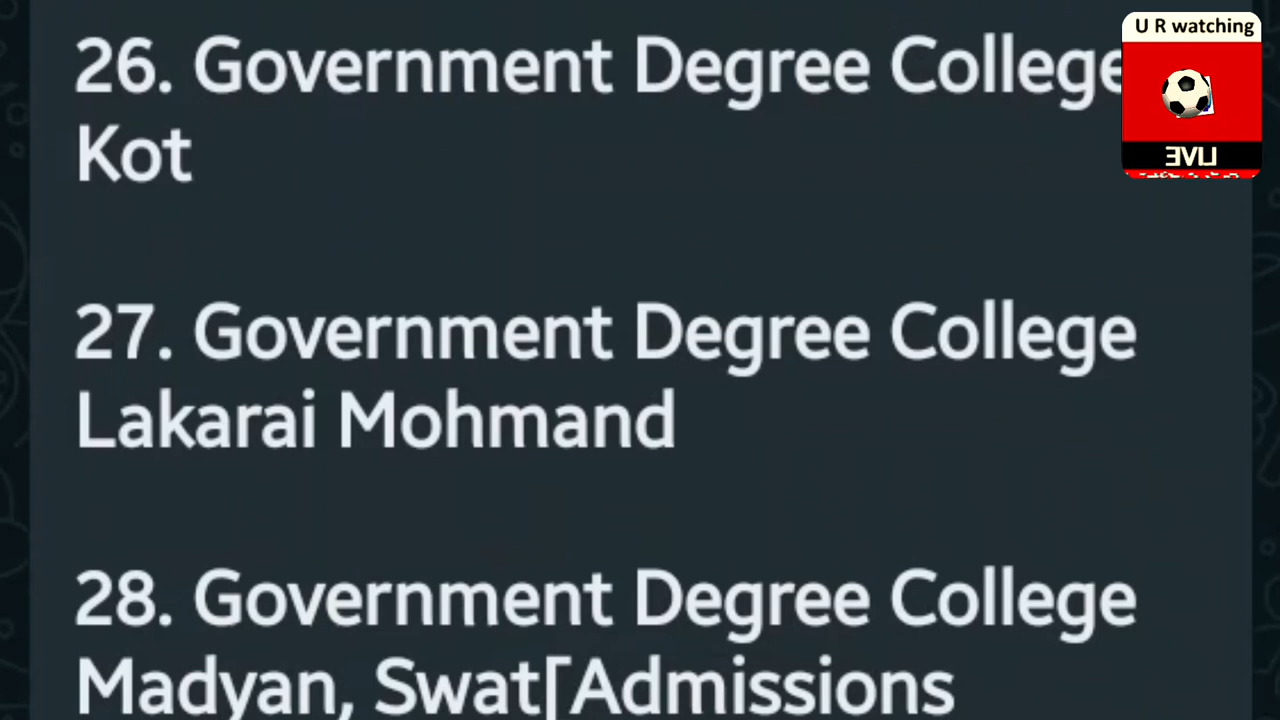 26. Government Degree College
Kot
27. Government Degree College
Lakarai Mohmand
28. Government Degree College
Madyan, Swat[Admissions
U R watching
LIVE